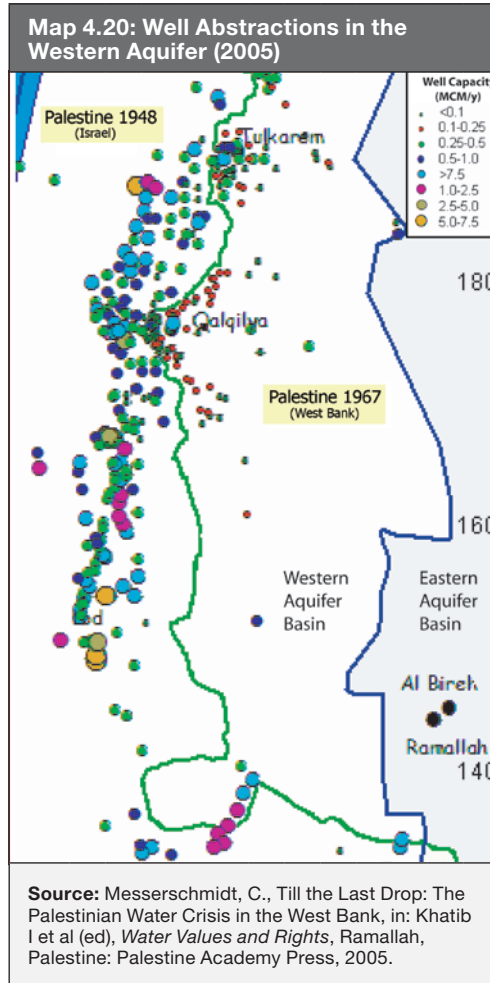 Map 4.20: Well Abstractions in the
Western Aquifer (2005)
Palestine 1948
(Israel)
Well Capacity
(MCM/y)
<0.1
0.1-0.25
0.25-0.5
0.5-1.0
>7.5
1.0-2.5
2.5-5.0
5.0-7.5
Tulkarem
180
Qalqilya
Palestine 1967
(West Bank)
160
Western
Aquifer
Basin
Eastern
Aquifer
Basin
Lod
Al Bireh
Ramallah
140
Source: Messerschmidt, C., Till the Last Drop: The
Palestinian Water Crisis in the West Bank, in: Khatib
I et al (ed), Water Values and Rights, Ramallah,
Palestine: Palestine Academy Press, 2005.